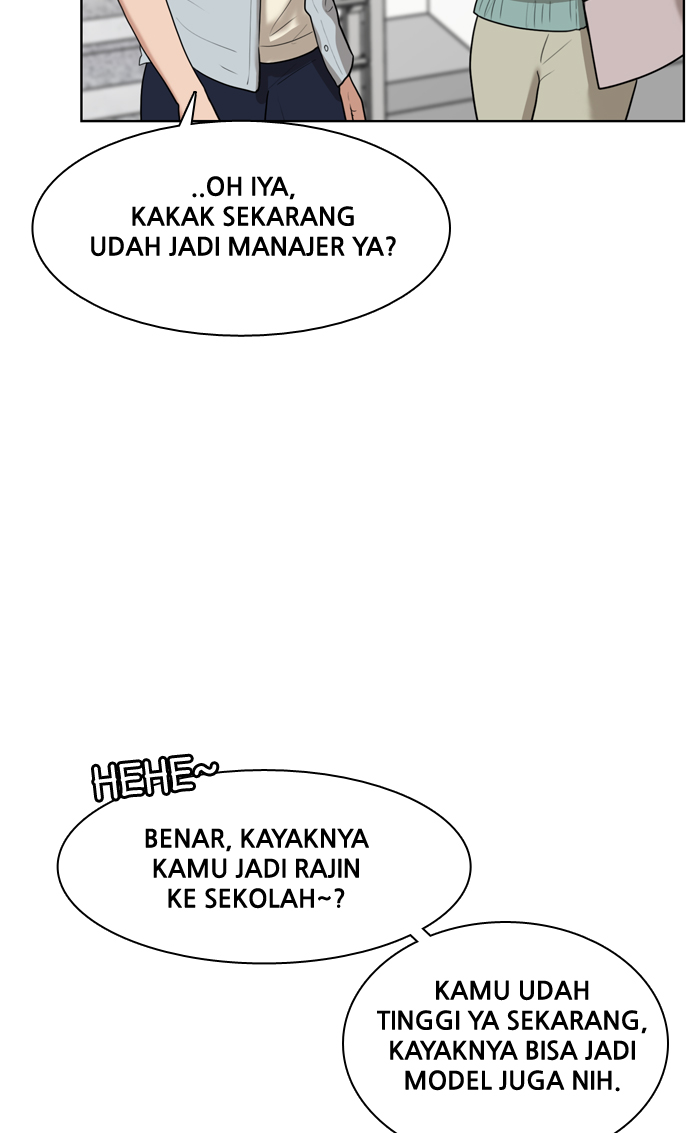 ..OH IYA,
KAKAK SEKARANG
UDAH JADI MANAJER YA?
HEHE~
BENAR, KAYAKNYA
KAMU JADI RAJIN
KE SEKOLAH~?
KAMU UDAH
TINGGI YA SEKARANG,
KAYAKNYA BISA JADI
MODEL JUGA NIH.